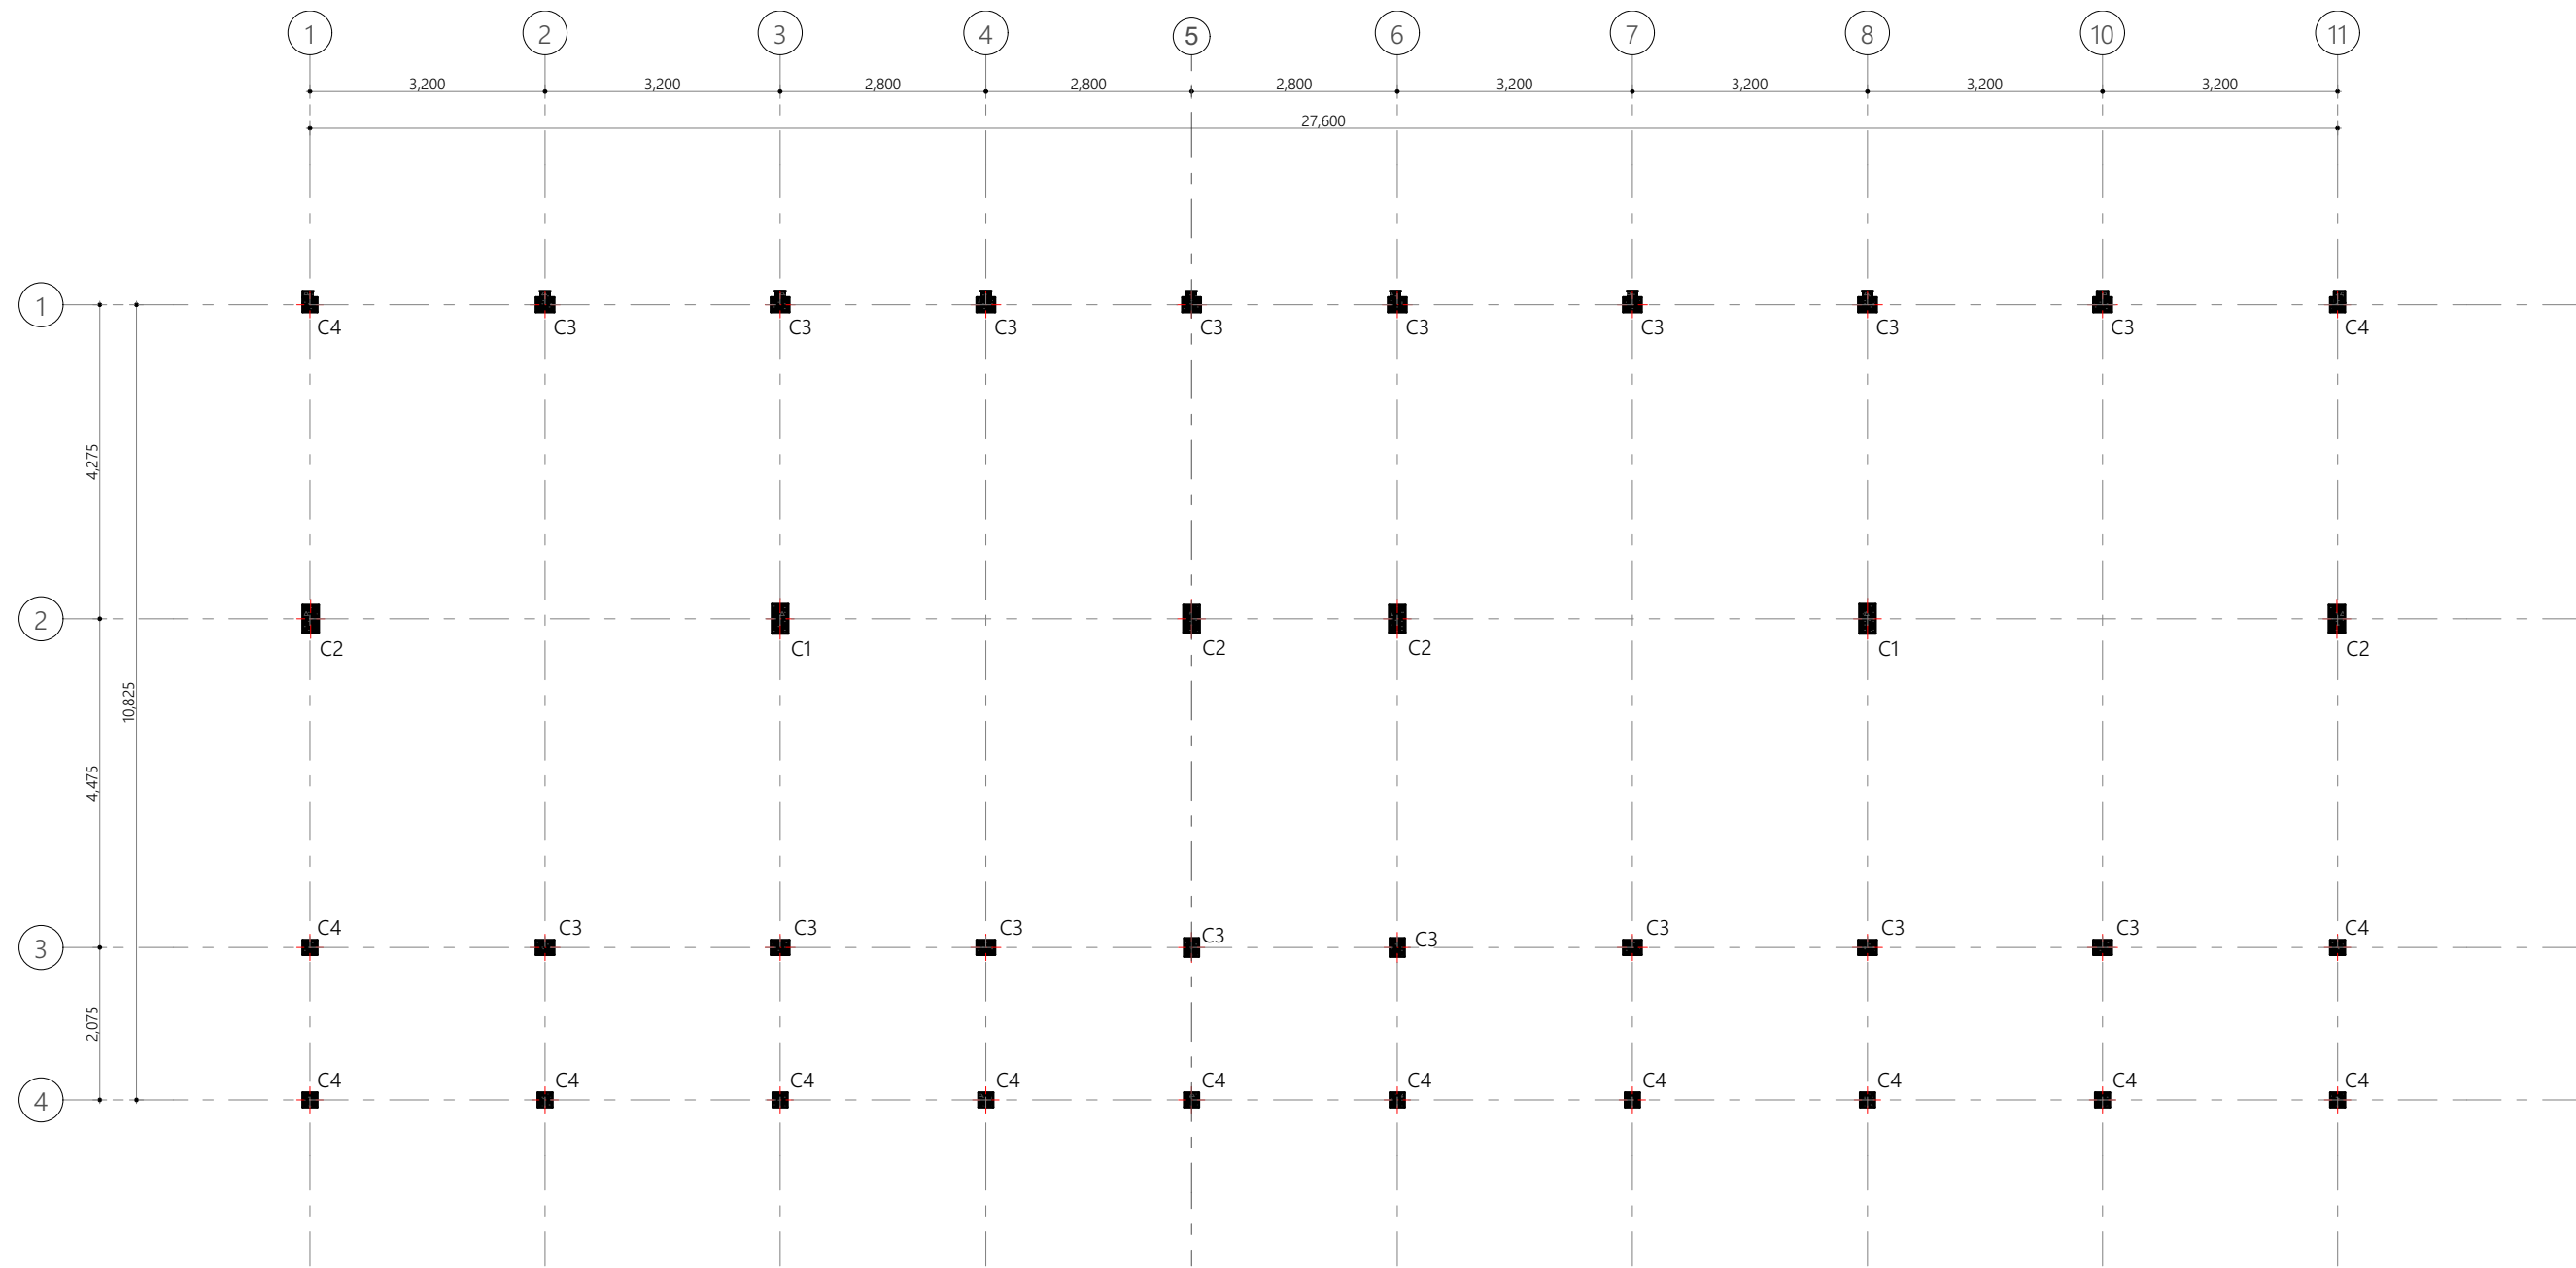 1 2 3 4 5 6 7 8 10 11
3,200 3,200 2,800 2,800 2,800 3,200 3,200 3,200 3,200
27,600
1
C4 C3 C3 C3 C3 C3 C3 C3 C3 C4
4,275
2
C2 C1 C2 C2 C1 C2
10,825
4,475
C4 C3 C3 C3 C3 C3 C3 C3 C3 C4
3
2,075
C4 C4 C4 C4 C4 C4 C4 C4 C4 C4
4